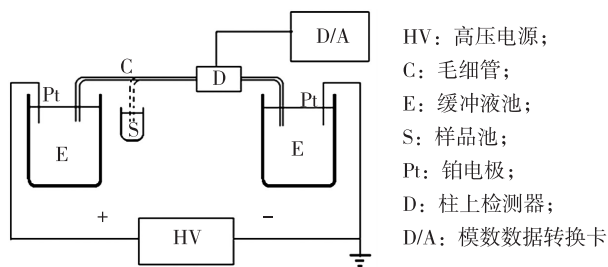 D/A
C
D
Pt
Pt
S
E
E
+
−
HV
HV：高压电源；
C：毛细管；
E：缓冲液池；
S：样品池；
Pt：铂电极；
D：柱上检测器；
D/A：模数数据转换卡